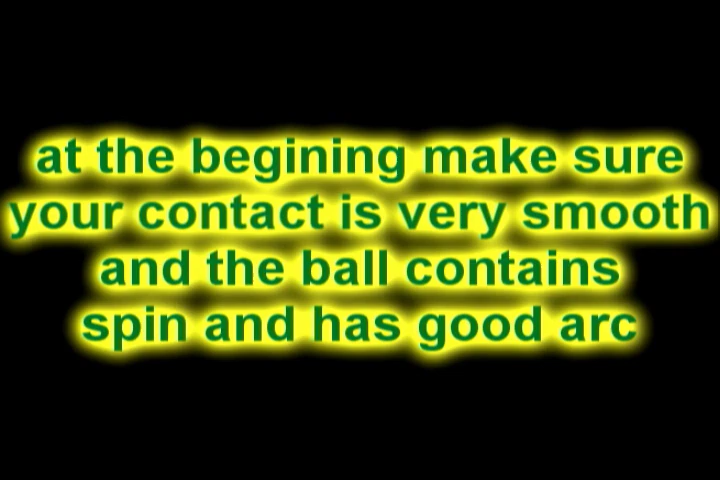 at the begining make sure
your contact is very smooth
and the ball contains
spin and has good arc